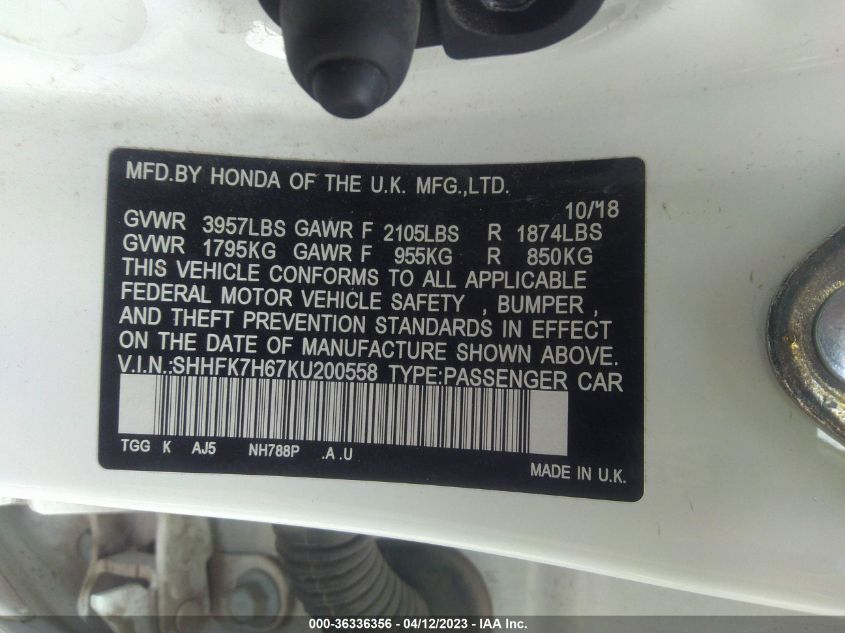 MFD.BY HONDA OF THE U.K. MFG.,LTD.
10/18
GVWR 3957LBS GAWR F 2105LBS R 1874LBS
GVWR 1795KG GAWR F 955KG R 850KG
THIS VEHICLE CONFORMS TO ALL APPLICABLE
FEDERAL MOTOR VEHICLE SAFETY , BUMPER ,
AND THEFT PREVENTION STANDARDS IN EFFECT
ON THE DATE OF MANUFACTURE SHOWN ABOVE.
V.I.N.:SHHFK7H67KU200558 TYPE:PASSENGER CAR
TGG K AJ5 NH788P .A .U
MADE IN U.K.
000-36336356 - 04/12/2023 - IAA Inc.